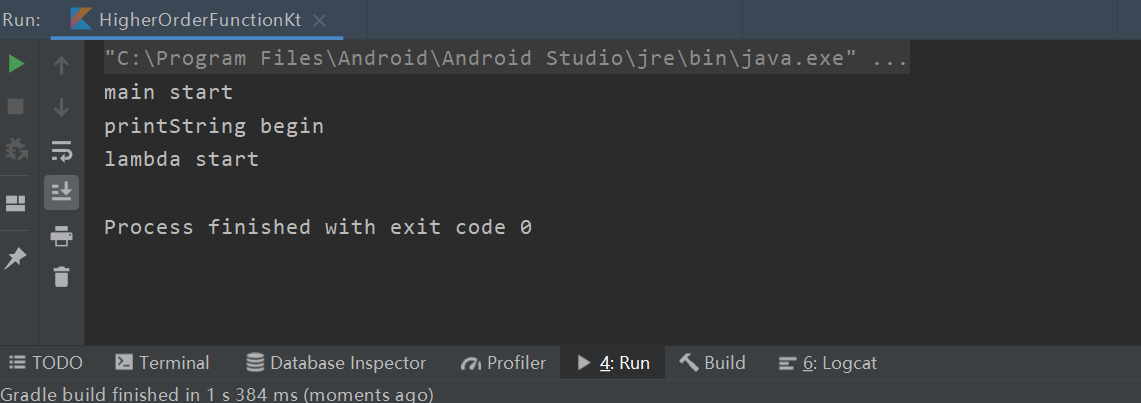 Run: HigherOrderFunctionKt
"C:\Program Files\Android\Android Studio\jre\bin\java.exe" ...
main start
printString begin
lambda start
Process finished with exit code 0
TODO Terminal Database Inspector Profiler 4: Run Build 6: Logcat
Gradle build finished in 1 s 384 ms (moments ago)